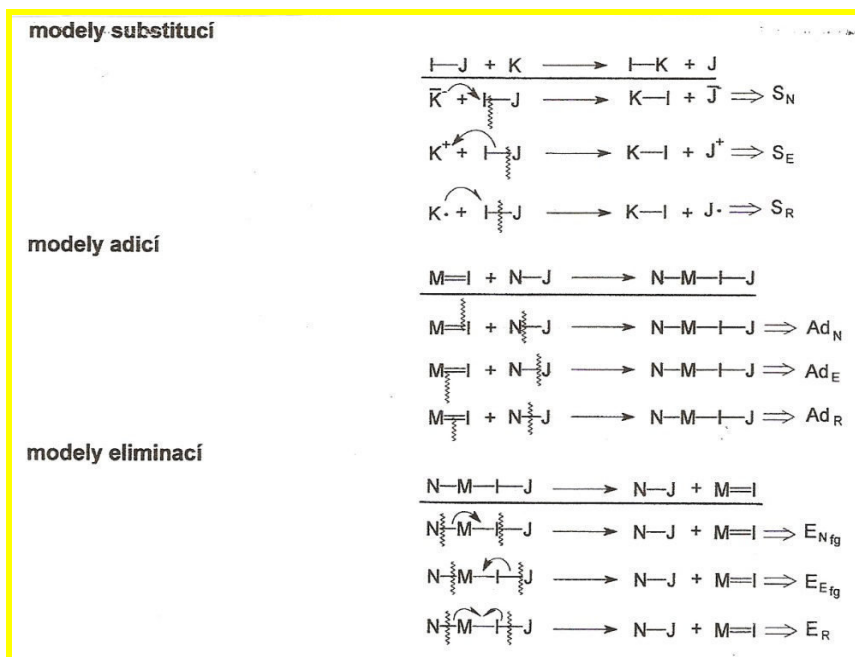 modely substitucí
I—J + K ⟶ I—K + J
K̄⁻ + I—J ⟶ K—I + J̄ ⟹ S_N
K⁺ + I—J ⟶ K—I + J⁺ ⟹ S_E
K· + I—J ⟶ K—I + J· ⟹ S_R
modely adicí
M=I + N—J ⟶ N—M—I—J
M=I + N—J ⟶ N—M—I—J ⟹ Ad_N
M=I + N—J ⟶ N—M—I—J ⟹ Ad_E
M=I + N—J ⟶ N—M—I—J ⟹ Ad_R
modely eliminací
N—M—I—J ⟶ N—J + M=I
N—M—I—J ⟶ N—J + M=I ⟹ E_Nfg
N—M—I—J ⟶ N—J + M=I ⟹ E_Efg
N—M—I—J ⟶ N—J + M=I ⟹ E_R